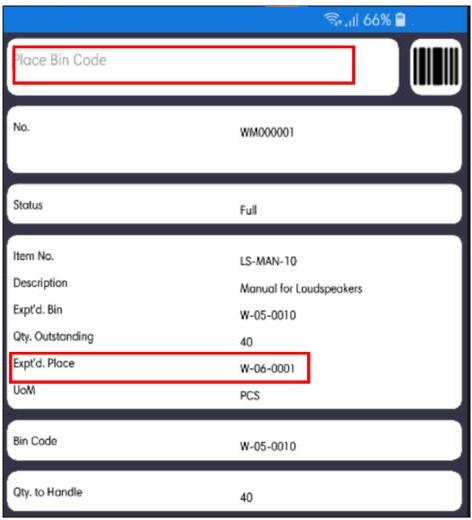 66%
Place Bin Code
No. WM000001
Status Full
Item No. LS-MAN-10
Description Manual for Loudspeakers
Expt'd. Bin W-05-0010
Qty. Outstanding 40
Expt'd. Place W-06-0001
UoM PCS
Bin Code W-05-0010
Qty. to Handle 40